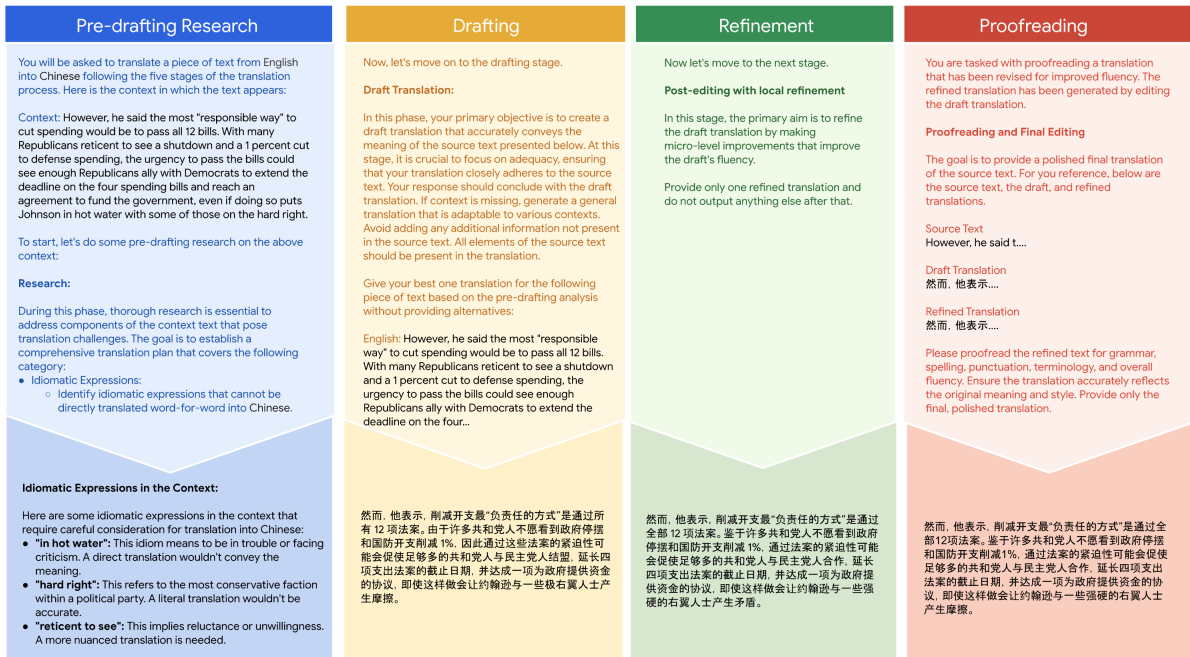 Pre-drafting Research
You will be asked to translate a piece of text from English
into Chinese following the five stages of the translation
process. Here is the context in which the text appears:
Context: However, he said the most "responsible way" to
cut spending would be to pass all 12 bills. With many
Republicans reticent to see a shutdown and a 1 percent cut
to defense spending, the urgency to pass the bills could
see enough Republicans ally with Democrats to extend the
deadline on the four spending bills and reach an
agreement to fund the government, even if doing so puts
Johnson in hot water with some of those on the hard right.
To start, let's do some pre-drafting research on the above
context:
Research:
During this phase, thorough research is essential to
address components of the context text that pose
translation challenges. The goal is to establish a
comprehensive translation plan that covers the following
category:
● Idiomatic Expressions:
○ Identify idiomatic expressions that cannot be
directly translated word-for-word into Chinese.
Idiomatic Expressions in the Context:
Here are some idiomatic expressions in the context that
require careful consideration for translation into Chinese:
● "in hot water": This idiom means to be in trouble or facing
criticism. A direct translation wouldn't convey the
meaning.
● "hard right": This refers to the most conservative faction
within a political party. A literal translation wouldn't be
accurate.
● "reticent to see": This implies reluctance or unwillingness.
A more nuanced translation is needed.
Drafting
Now, let's move on to the drafting stage.
Draft Translation:
In this phase, your primary objective is to create a
draft translation that accurately conveys the
meaning of the source text presented below. At this
stage, it is crucial to focus on adequacy, ensuring
that your translation closely adheres to the source
text. Your response should conclude with the draft
translation. If context is missing, generate a general
translation that is adaptable to various contexts.
Avoid adding any additional information not present
in the source text. All elements of the source text
should be present in the translation.
Give your best one translation for the following
piece of text based on the pre-drafting analysis
without providing alternatives:
English: However, he said the most "responsible
way" to cut spending would be to pass all 12 bills.
With many Republicans reticent to see a shutdown
and a 1 percent cut to defense spending, the
urgency to pass the bills could see enough
Republicans ally with Democrats to extend the
deadline on the four...
然而, 他表示, 削减开支最“负责任的方式”是通过所
有 12 项法案。由于许多共和党人不愿看到政府停摆
和国防开支削减 1%, 因此通过这些法案的紧迫性可
能会促使足够多的共和党人与民主党人结盟, 延长四
项支出法案的截止日期, 并达成一项为政府提供资金
的协议, 即使这样做会让约翰逊与一些极右翼人士产
生摩擦。
Refinement
Now let's move to the next stage.
Post-editing with local refinement
In this stage, the primary aim is to refine
the draft translation by making
micro-level improvements that improve
the draft's fluency.
Provide only one refined translation and
do not output anything else after that.
然而, 他表示, 削减开支最“负责任的方式”是通过
全部 12 项法案。鉴于许多共和党人不愿看到政府
停摆和国防开支削减 1%, 通过法案的紧迫性可能
会促使足够多的共和党人与民主党人合作, 延长
四项支出法案的截止日期, 并达成一项为政府提
供资金的协议, 即使这样做会让约翰逊与一些强
硬的右翼人士产生矛盾。
Proofreading
You are tasked with proofreading a translation
that has been revised for improved fluency. The
refined translation has been generated by editing
the draft translation.
Proofreading and Final Editing
The goal is to provide a polished final translation
of the source text. For you reference, below are
the source text, the draft, and refined
translations.
Source Text
However, he said t....
Draft Translation
然而, 他表示....
Refined Translation
然而, 他表示....
Please proofread the refined text for grammar,
spelling, punctuation, terminology, and overall
fluency. Ensure the translation accurately reflects
the original meaning and style. Provide only the
final, polished translation.
然而, 他表示, 削减开支最“负责任的方式”是通过全
部12项法案。鉴于许多共和党人不愿看到政府停摆
和国防开支削减1%, 通过法案的紧迫性可能会促使
足够多的共和党人与民主党人合作, 延长四项支出
法案的截止日期, 并达成一项为政府提供资金的协
议, 即使这样做会让约翰逊与一些强硬的右翼人士
产生摩擦。